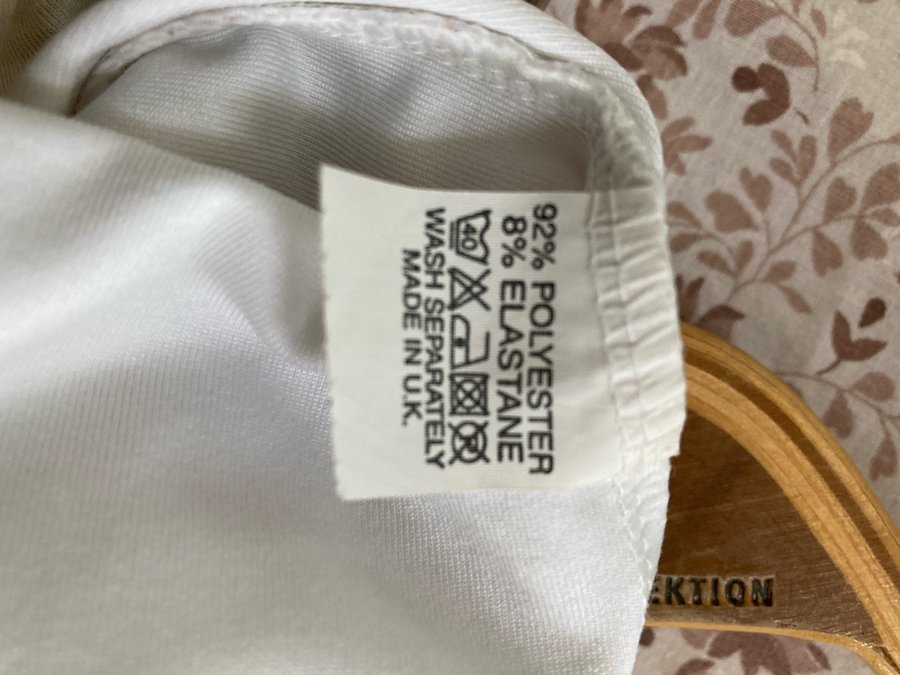 92% POLYESTER
8% ELASTANE
40
WASH SEPARATELY
MADE IN U.K.
EKTION